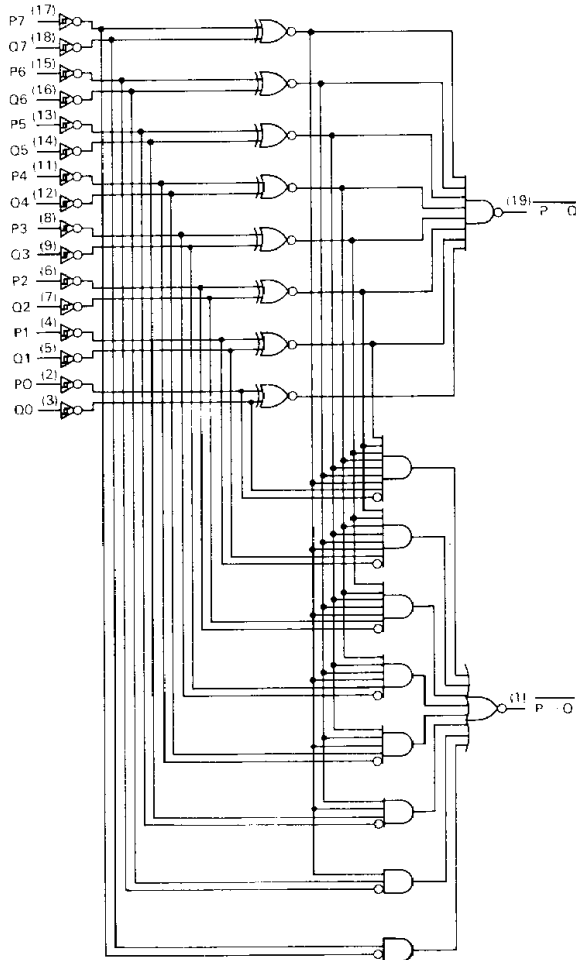 P7 (17)
Q7 (18)
P6 (15)
Q6 (16)
P5 (13)
Q5 (14)
P4 (11)
Q4 (12)
P3 (8)
Q3 (9)
P2 (6)
Q2 (7)
P1 (4)
Q1 (5)
P0 (2)
Q0 (3)
(19) P Q
P Q